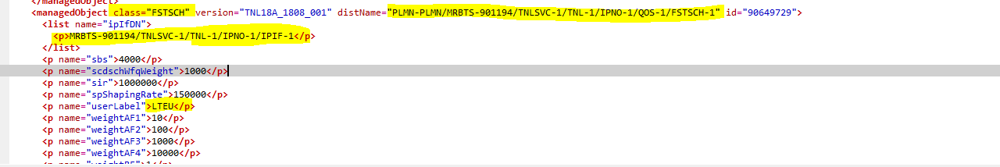 </managedObject>
<managedObject class="FSTSCH" version="TNL18A_1808_001" distName="PLMN-PLMN/MRBTS-901194/TNLSVC-1/TNL-1/IPNO-1/QOS-1/FSTSCH-1" id="90649729">
<list name="ipIfDN">
<p>MRBTS-901194/TNLSVC-1/TNL-1/IPNO-1/IPIF-1</p>
</list>
<p name="sbs">4000</p>
<p name="scdschWfqWeight">1000</p>
<p name="sir">1000000</p>
<p name="spShapingRate">150000</p>
<p name="userLabel">LTEU</p>
<p name="weightAF1">10</p>
<p name="weightAF2">100</p>
<p name="weightAF3">1000</p>
<p name="weightAF4">10000</p>
<p name="weightBE">1</p>